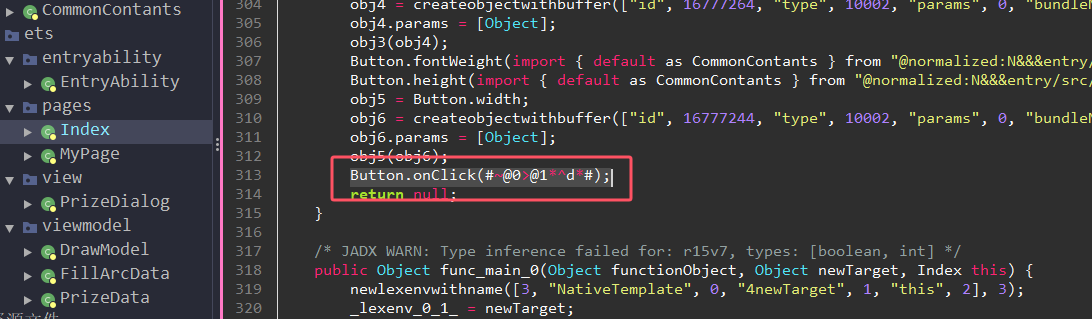 CommonContants
ets
entryability
EntryAbility
pages
Index
MyPage
view
PrizeDialog
viewmodel
DrawModel
FillArcData
PrizeData
304 obj4 = createobjectwithbuffer(["id", 16777264, "type", 10002, "params", 0, "bundleN
305 obj4.params = [Object];
306 obj3(obj4);
307 Button.fontWeight(import { default as CommonContants } from "@normalized:N&&&entry/
308 Button.height(import { default as CommonContants } from "@normalized:N&&&entry/src/
309 obj5 = Button.width;
310 obj6 = createobjectwithbuffer(["id", 16777244, "type", 10002, "params", 0, "bundleN
311 obj6.params = [Object];
312 obj5(obj6);
313 Button.onClick(#~@0>@1*^d*#);
314 return null;
315 }
316
317 /* JADX WARN: Type inference failed for: r15v7, types: [boolean, int] */
318 public Object func_main_0(Object functionObject, Object newTarget, Index this) {
319 newlexenvwithname([3, "NativeTemplate", 0, "4newTarget", 1, "this", 2], 3);
320 _lexenv_0_1_ = newTarget;